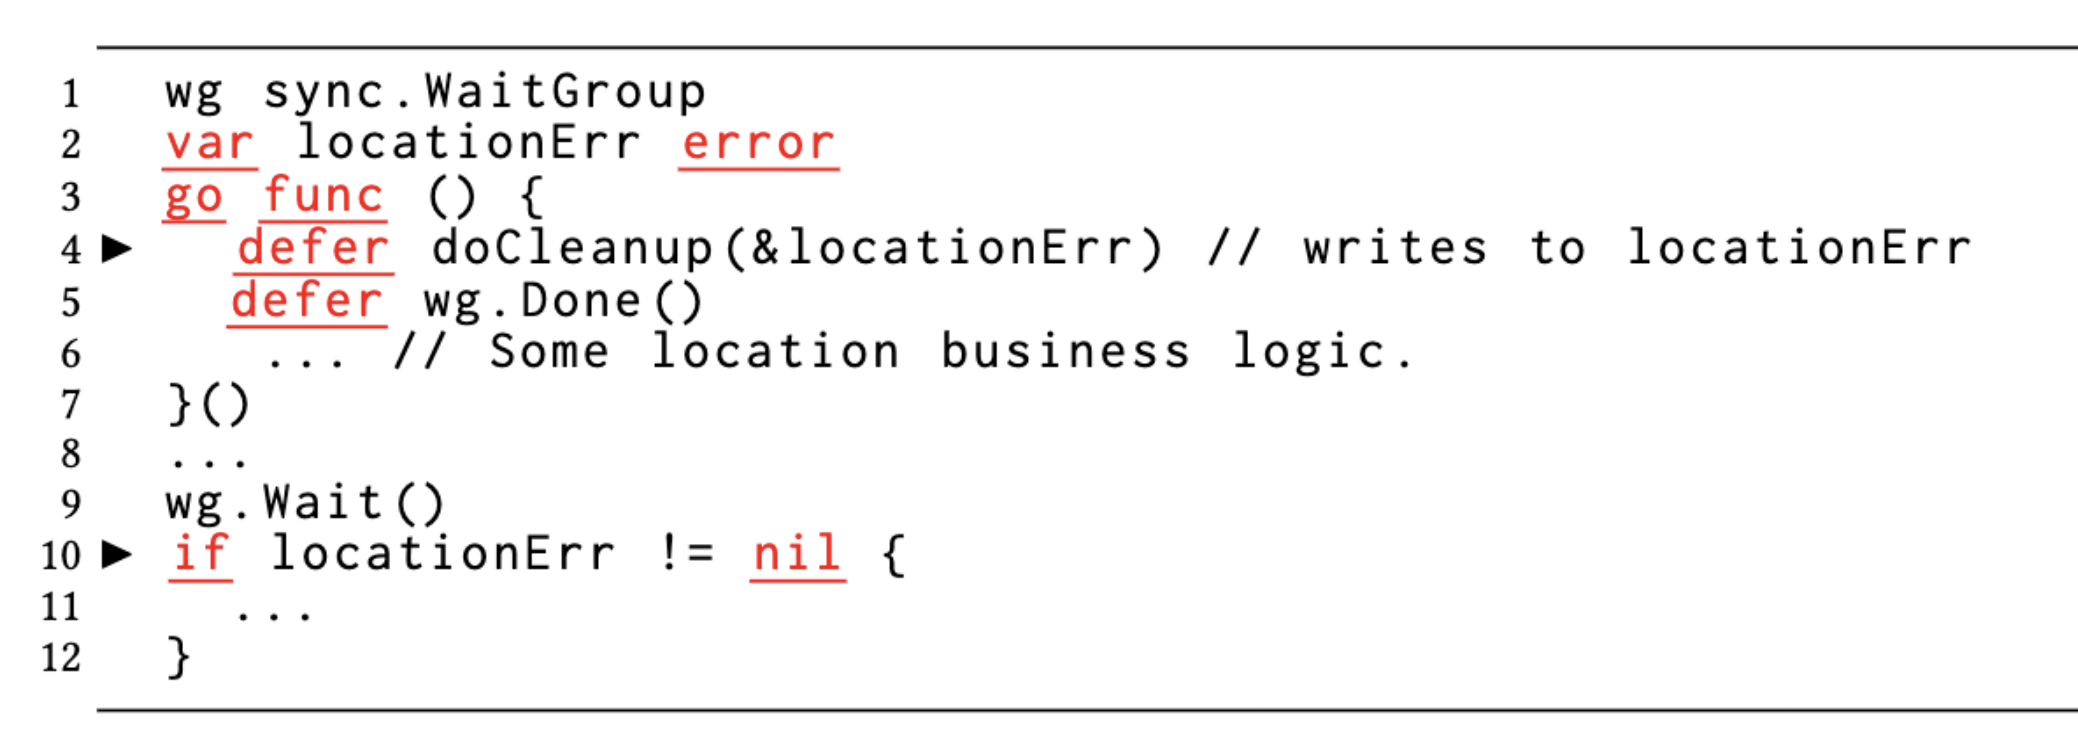 1 wg sync.WaitGroup
2 var locationErr error
3 go func () {
4 ▶ defer doCleanup(&locationErr) // writes to locationErr
5 defer wg.Done()
6 ... // Some location business logic.
7 }()
8 ...
9 wg.Wait()
10 ▶ if locationErr != nil {
11 ...
12 }